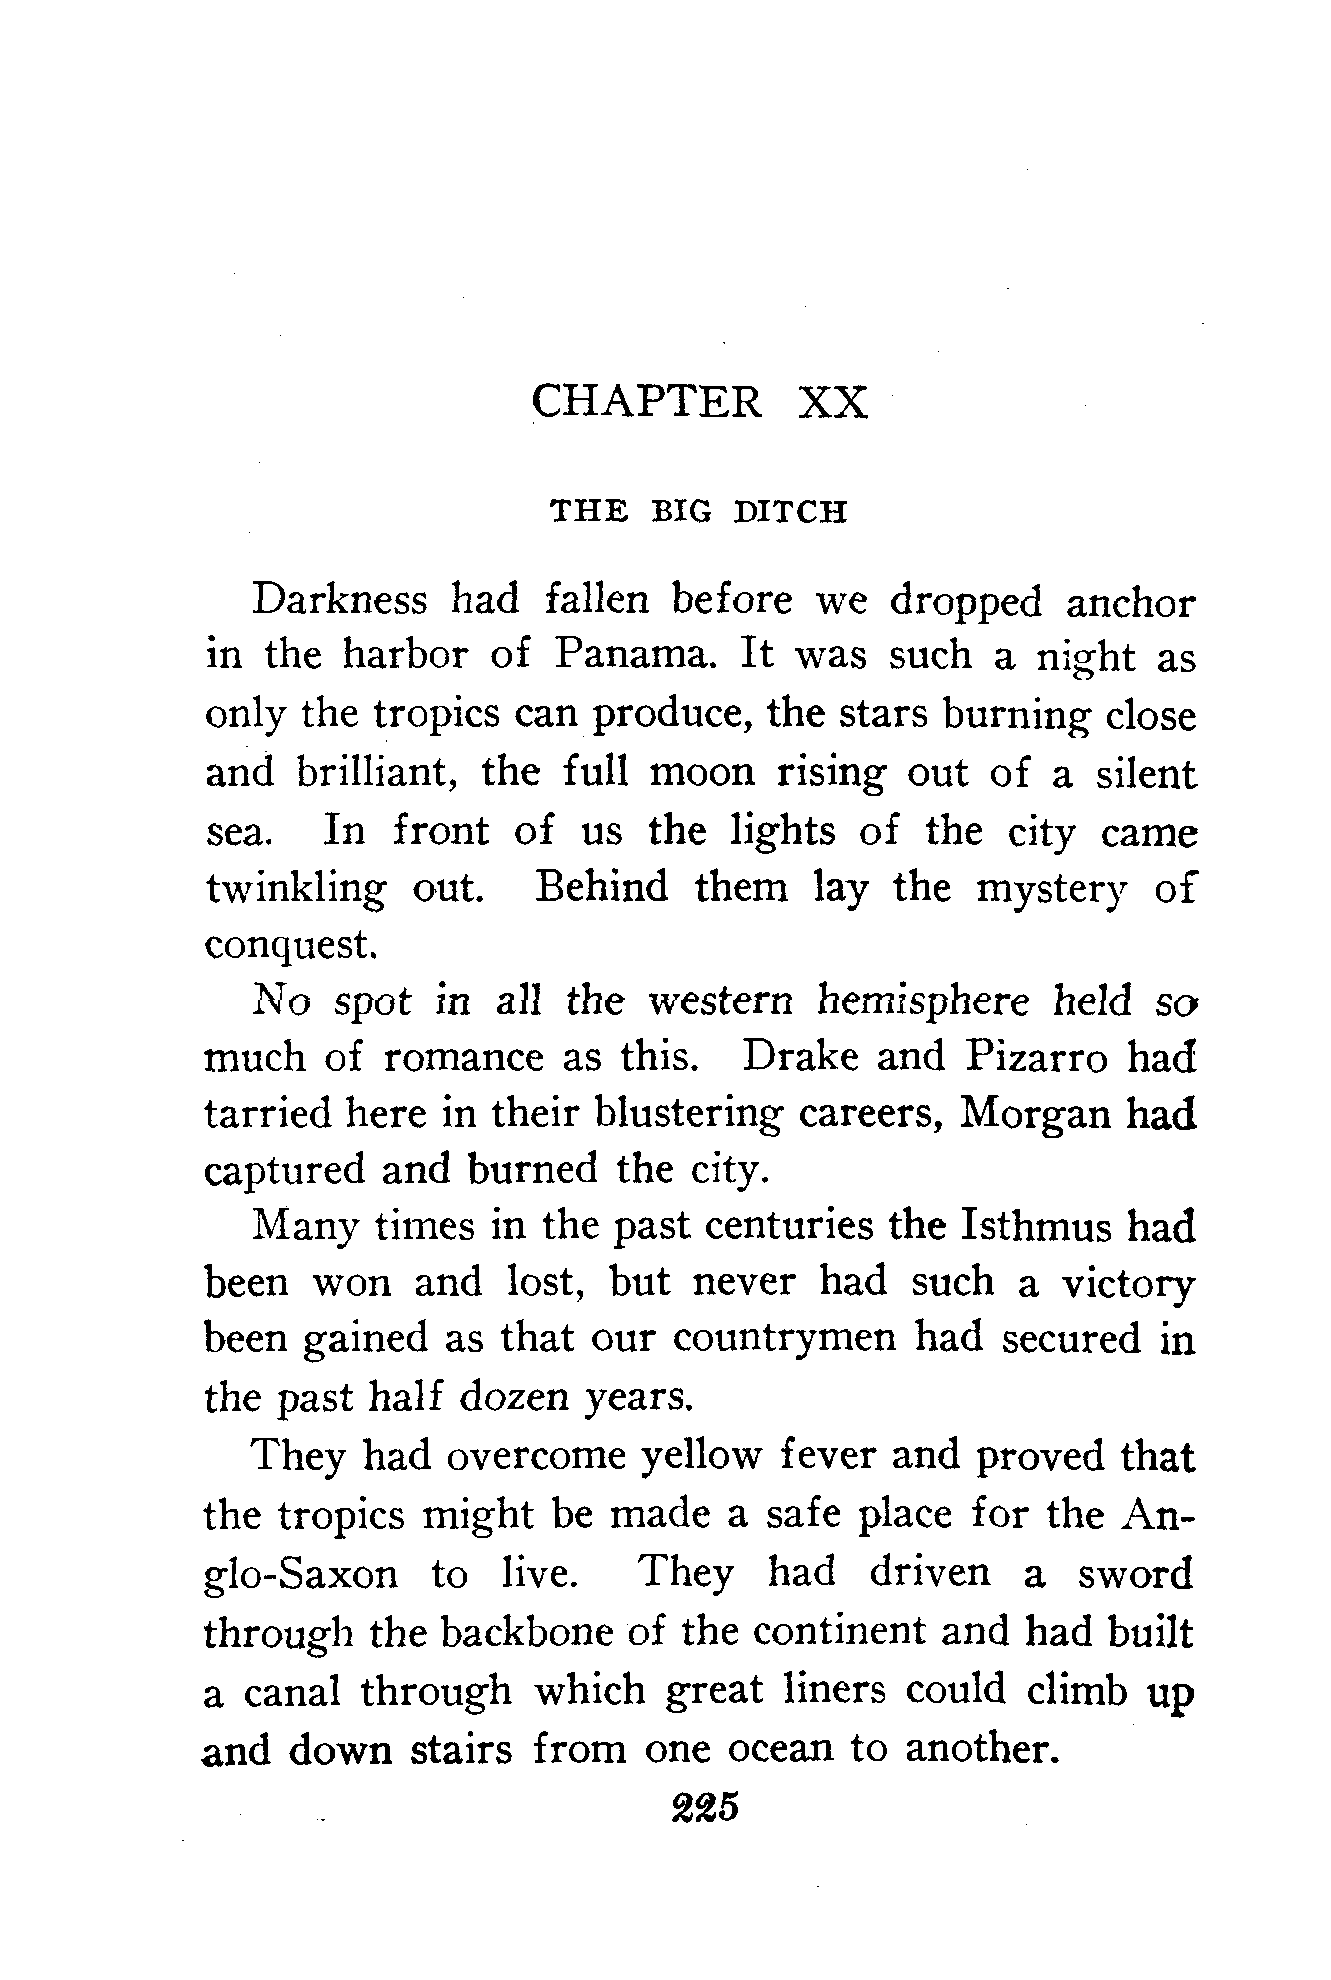 CHAPTER XX
THE BIG DITCH
Darkness had fallen before we dropped anchor
in the harbor of Panama. It was such a night as
only the tropics can produce, the stars burning close
and brilliant, the full moon rising out of a silent
sea. In front of us the lights of the city came
twinkling out. Behind them lay the mystery of
conquest.
No spot in all the western hemisphere held so
much of romance as this. Drake and Pizarro had
tarried here in their blustering careers, Morgan had
captured and burned the city.
Many times in the past centuries the Isthmus had
been won and lost, but never had such a victory
been gained as that our countrymen had secured in
the past half dozen years.
They had overcome yellow fever and proved that
the tropics might be made a safe place for the An-
glo-Saxon to live. They had driven a sword
through the backbone of the continent and had built
a canal through which great liners could climb up
and down stairs from one ocean to another.
225